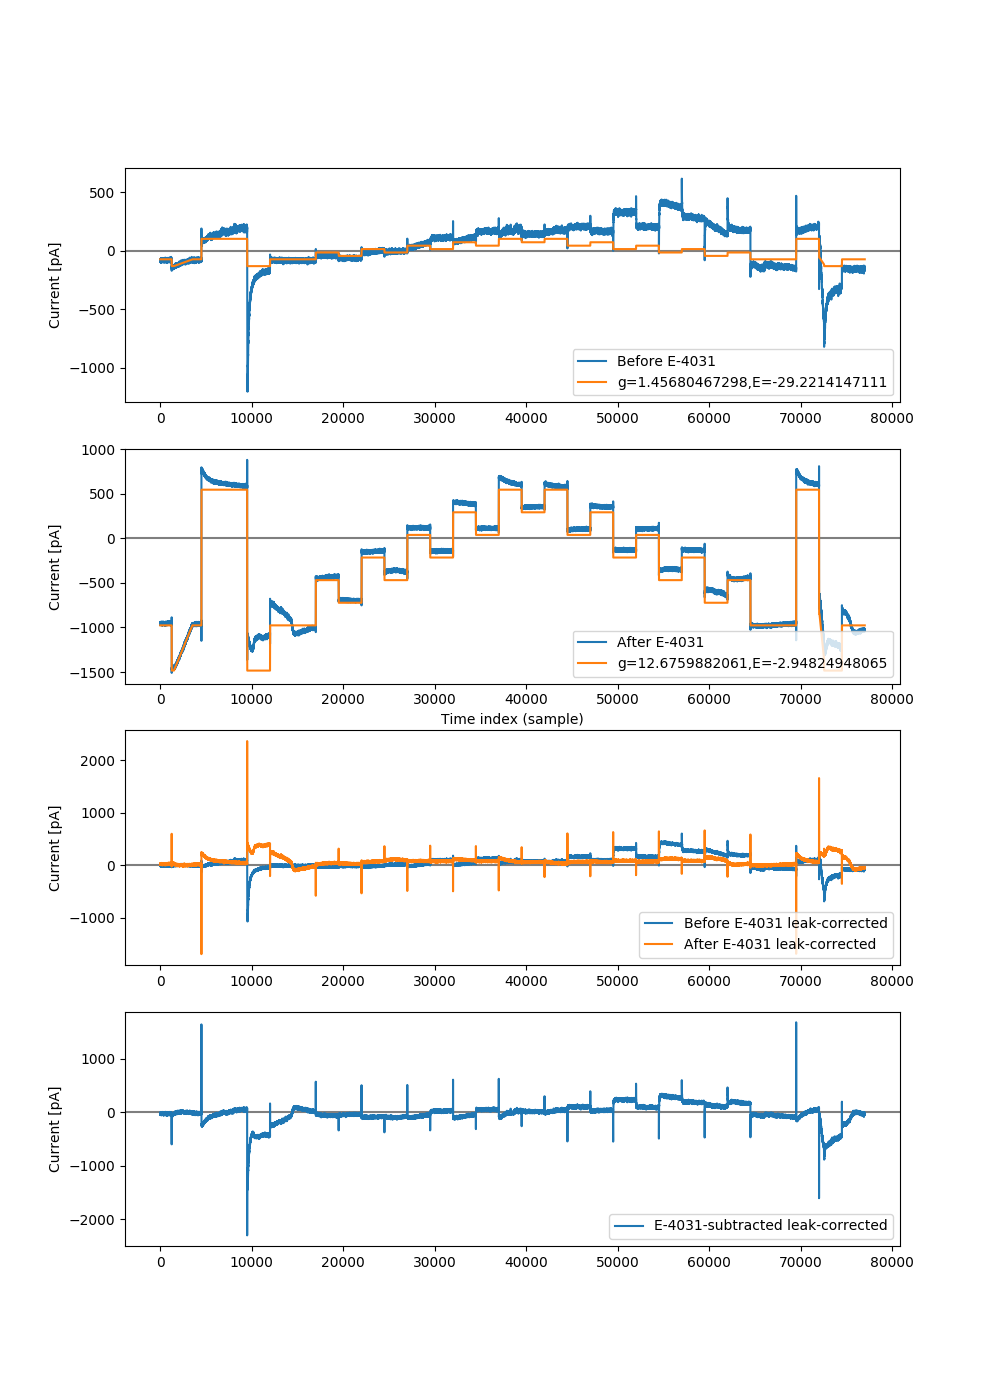 500
0
−500
−1000
Current [pA]
Before E-4031
g=1.45680467298,E=-29.2214147111
0 10000 20000 30000 40000 50000 60000 70000 80000
1000
500
0
−500
−1000
−1500
Current [pA]
After E-4031
g=12.6759882061,E=-2.94824948065
0 10000 20000 30000 40000 50000 60000 70000 80000
Time index (sample)
2000
1000
0
−1000
Current [pA]
Before E-4031 leak-corrected
After E-4031 leak-corrected
0 10000 20000 30000 40000 50000 60000 70000 80000
1000
0
−1000
−2000
Current [pA]
E-4031-subtracted leak-corrected
0 10000 20000 30000 40000 50000 60000 70000 80000